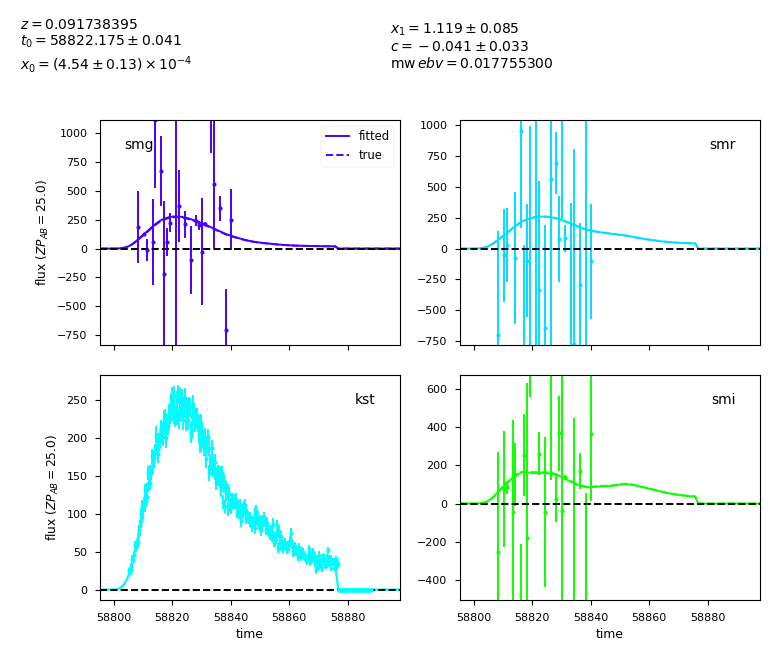 z = 0.091738395
t₀ = 58822.175 ± 0.041
x₀ = (4.54 ± 0.13) × 10⁻⁴
x₁ = 1.119 ± 0.085
c = −0.041 ± 0.033
mw ebv = 0.017755300
smg
fitted
true
1000
750
500
250
0
−250
−500
−750
flux (ZP_AB = 25.0)
smr
1000
750
500
250
0
−250
−500
−750
kst
250
200
150
100
50
0
flux (ZP_AB = 25.0)
58800 58820 58840 58860 58880
time
smi
600
400
200
0
−200
−400
58800 58820 58840 58860 58880
time